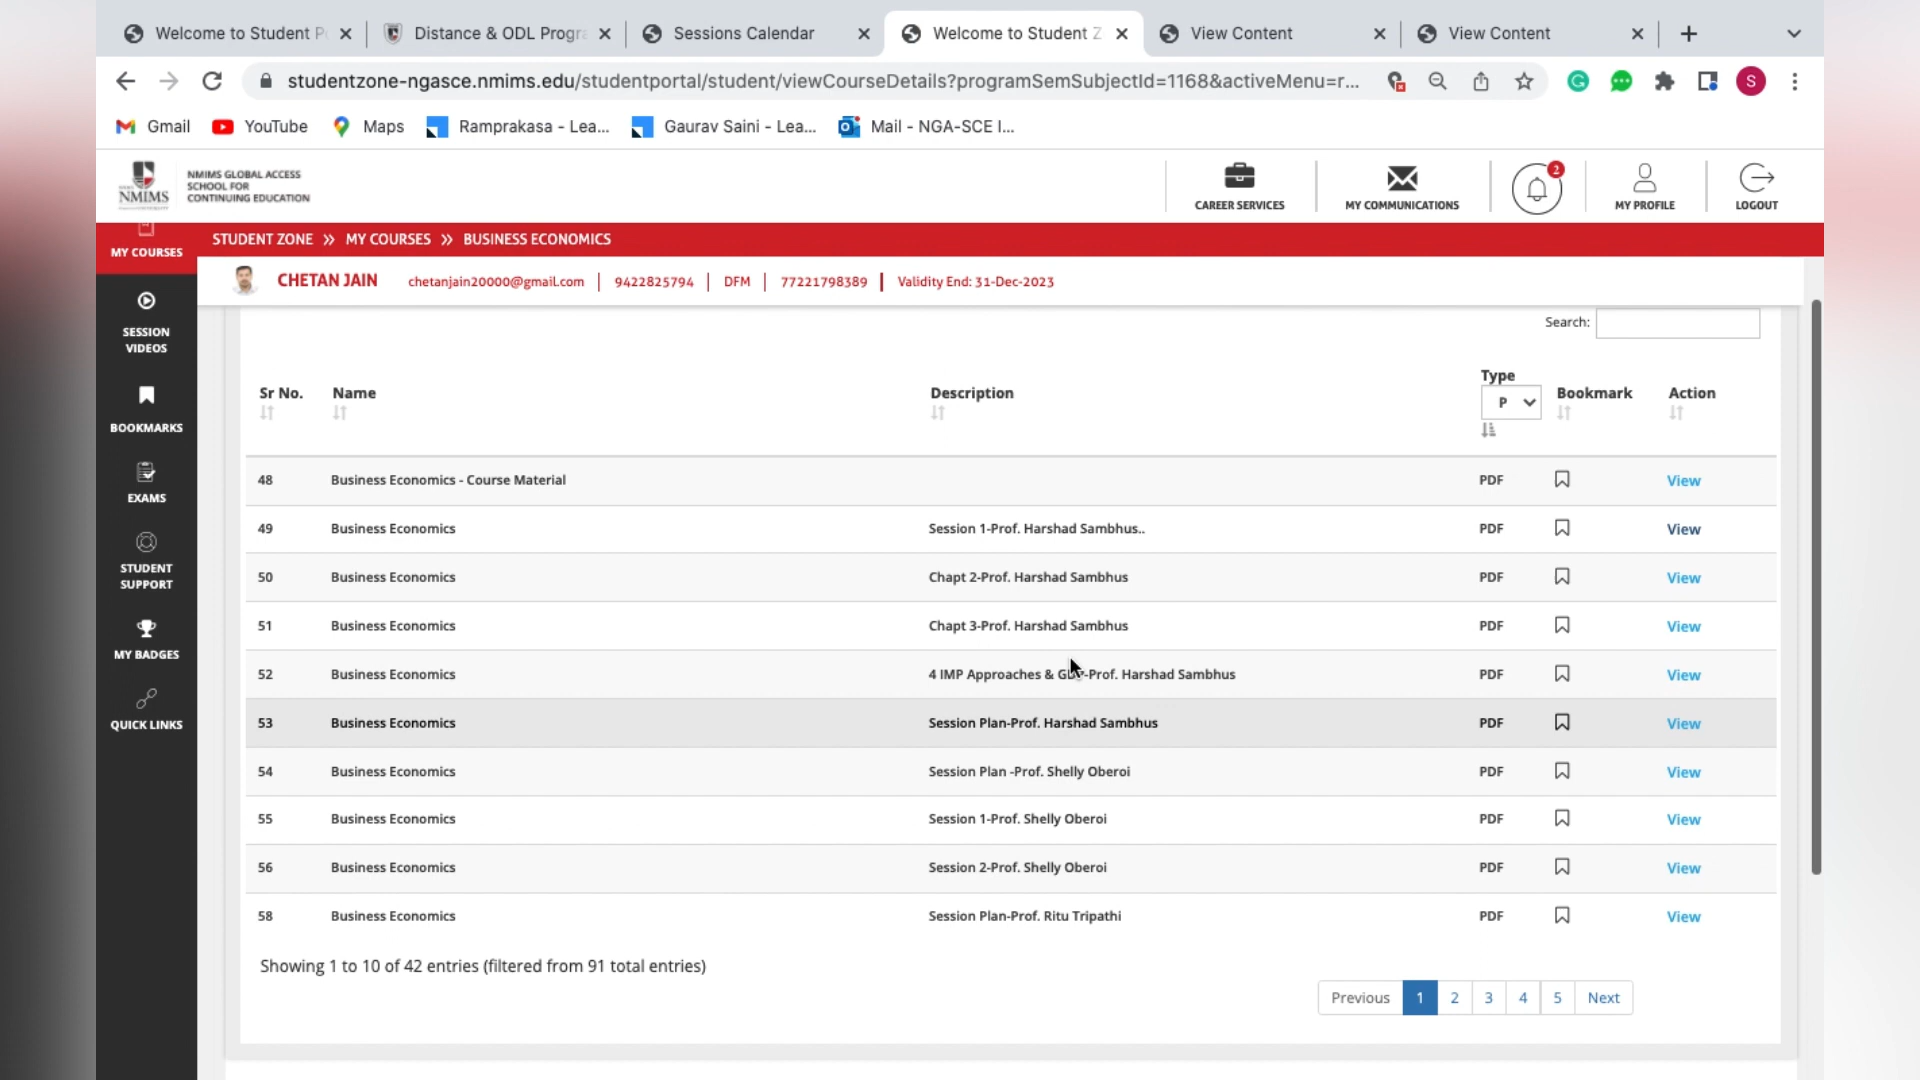 Welcome to Student P
Distance & ODL Progra
Sessions Calendar
Welcome to Student Z
View Content
View Content
studentzone-ngasce.nmims.edu/studentportal/student/viewCourseDetails?programSemSubjectId=1168&activeMenu=r...
S
Gmail
YouTube
Maps
Ramprakasa - Lea...
Gaurav Saini - Lea...
Mail - NGA-SCE I...
NMIMS
NMIMS GLOBAL ACCESS
SCHOOL FOR
CONTINUING EDUCATION
CAREER SERVICES
MY COMMUNICATIONS
2
MY PROFILE
LOGOUT
MY COURSES
STUDENT ZONE » MY COURSES » BUSINESS ECONOMICS
CHETAN JAIN chetanjain20000@gmail.com | 9422825794 | DFM | 77221798389 | Validity End: 31-Dec-2023
SESSION
VIDEOS
BOOKMARKS
EXAMS
STUDENT
SUPPORT
MY BADGES
QUICK LINKS
Search:
Sr No. Name Description Type Bookmark Action
P
48 Business Economics - Course Material PDF View
49 Business Economics Session 1-Prof. Harshad Sambhus.. PDF View
50 Business Economics Chapt 2-Prof. Harshad Sambhus PDF View
51 Business Economics Chapt 3-Prof. Harshad Sambhus PDF View
52 Business Economics 4 IMP Approaches & -Prof. Harshad Sambhus PDF View
53 Business Economics Session Plan-Prof. Harshad Sambhus PDF View
54 Business Economics Session Plan -Prof. Shelly Oberoi PDF View
55 Business Economics Session 1-Prof. Shelly Oberoi PDF View
56 Business Economics Session 2-Prof. Shelly Oberoi PDF View
58 Business Economics Session Plan-Prof. Ritu Tripathi PDF View
Showing 1 to 10 of 42 entries (filtered from 91 total entries)
Previous 1 2 3 4 5 Next